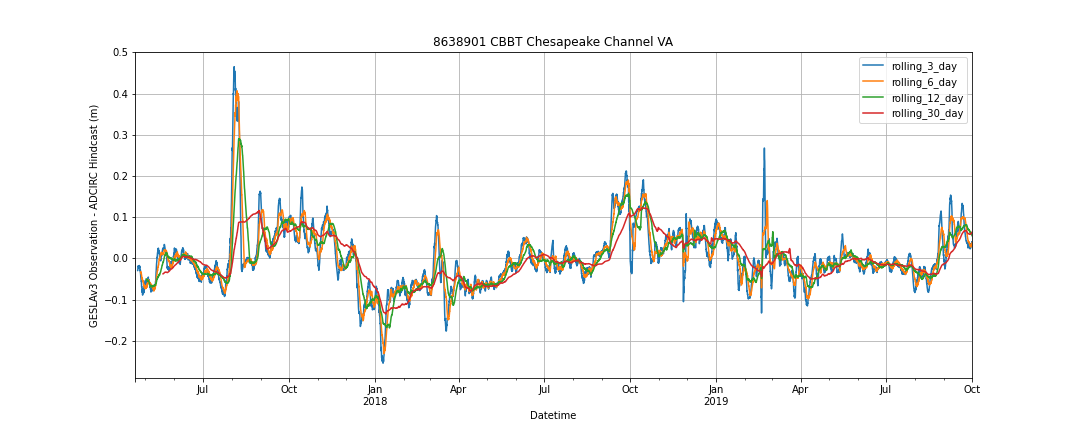 8638901 CBBT Chesapeake Channel VA
GESLAv3 Observation - ADCIRC Hindcast (m)
0.5
0.4
0.3
0.2
0.1
0.0
−0.1
−0.2
rolling_3_day
rolling_6_day
rolling_12_day
rolling_30_day
Jul Oct Jan Apr Jul Oct Jan Apr Jul Oct
2018 2019
Datetime